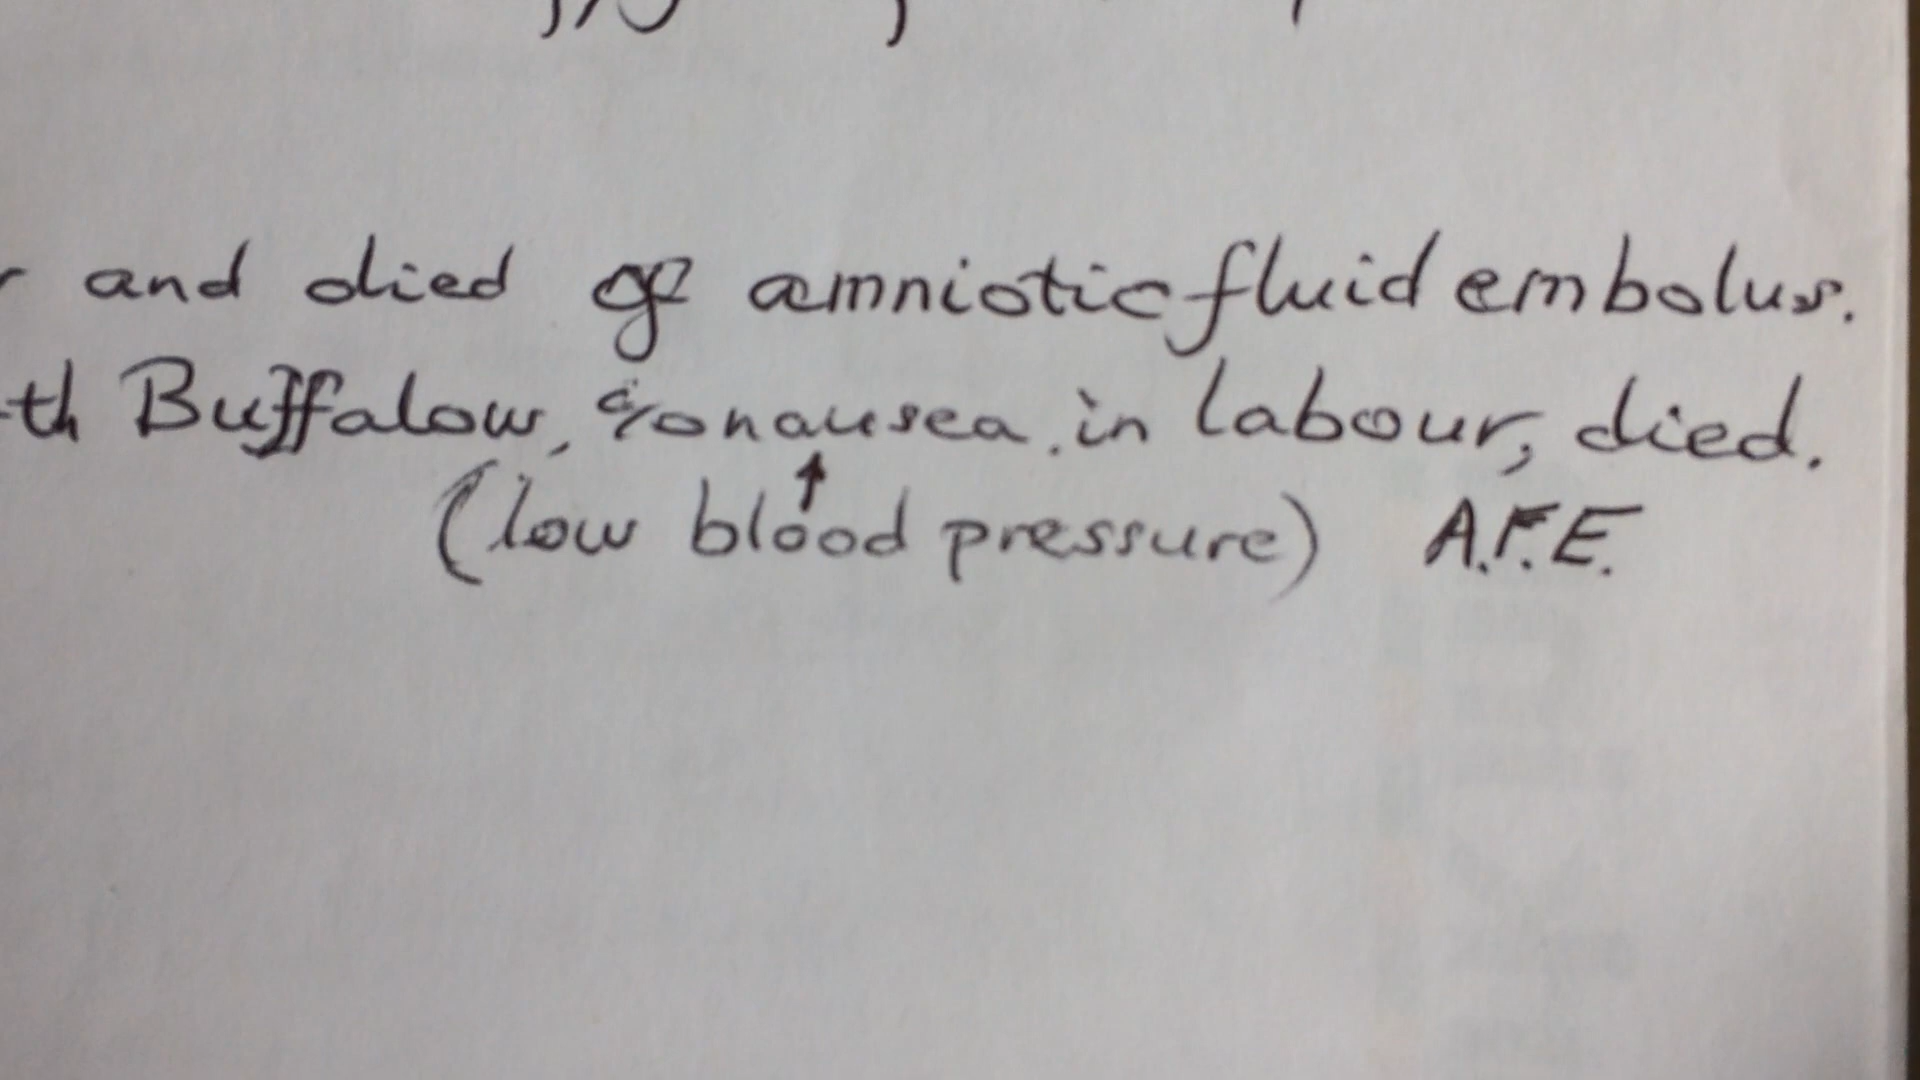 and died of amniotic fluid embolus.
th Buffalow, c/o nausea. in labour, died.
↑
(low blood pressure) A.F.E.